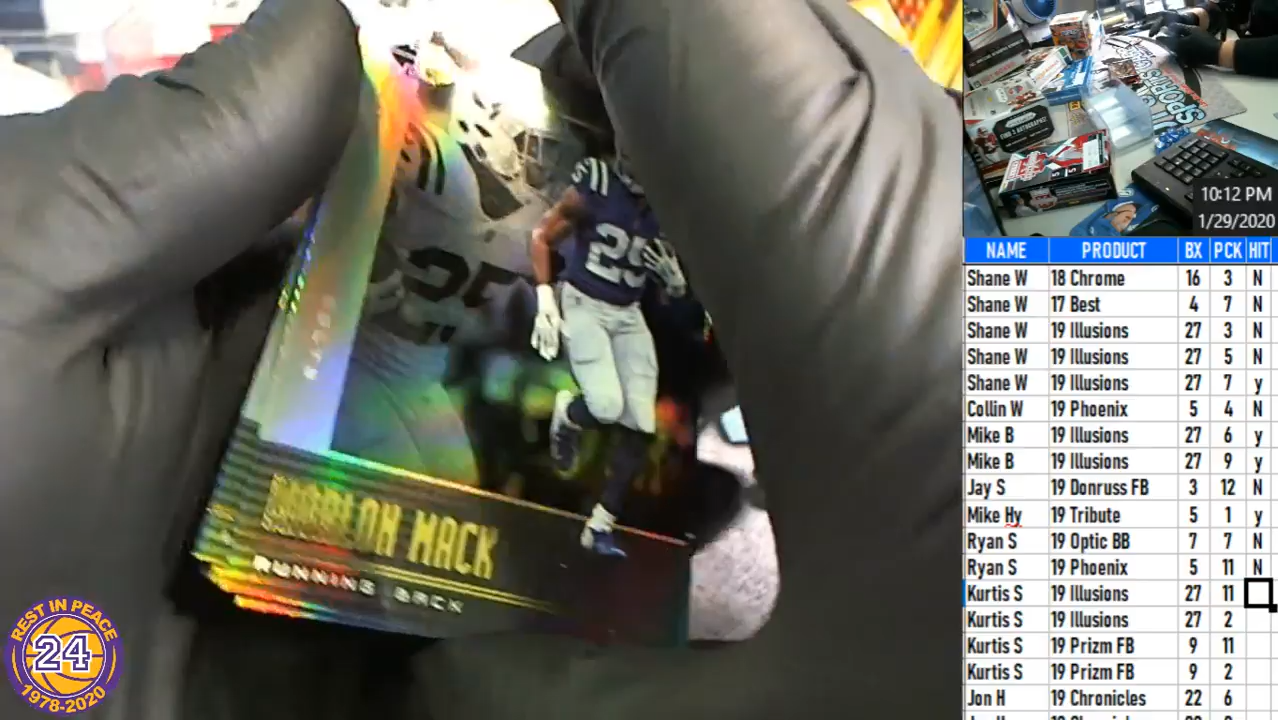 25
MARLON MACK
RUNNING BACK
REST IN PEACE
24
1978-2020
SPORTS
10:12 PM
1/29/2020
NAME PRODUCT BX PCK HIT
Shane W 18 Chrome 16 3 N
Shane W 17 Best 4 7 N
Shane W 19 Illusions 27 3 N
Shane W 19 Illusions 27 5 N
Shane W 19 Illusions 27 7 y
Collin W 19 Phoenix 5 4 N
Mike B 19 Illusions 27 6 y
Mike B 19 Illusions 27 9 y
Jay S 19 Donruss FB 3 12 N
Mike Hy 19 Tribute 5 1 y
Ryan S 19 Optic BB 7 7 N
Ryan S 19 Phoenix 5 11 N
Kurtis S 19 Illusions 27 11
Kurtis S 19 Illusions 27 2
Kurtis S 19 Prizm FB 9 11
Kurtis S 19 Prizm FB 9 2
Jon H 19 Chronicles 22 6